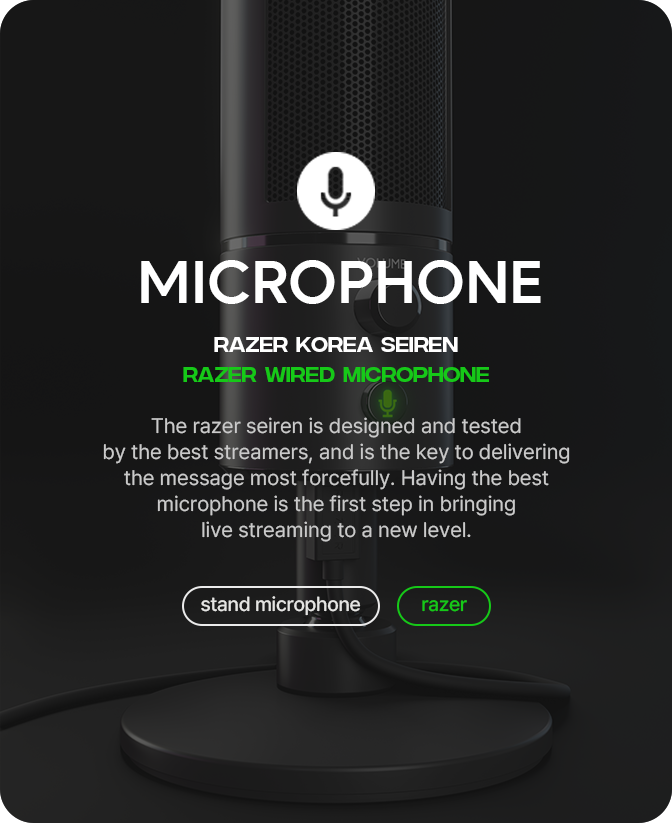 VOLUME
MICROPHONE
RAZER KOREA SEIREN
RAZER WIRED MICROPHONE
The razer seiren is designed and tested
by the best streamers, and is the key to delivering
the message most forcefully. Having the best
microphone is the first step in bringing
live streaming to a new level.
stand microphone
razer